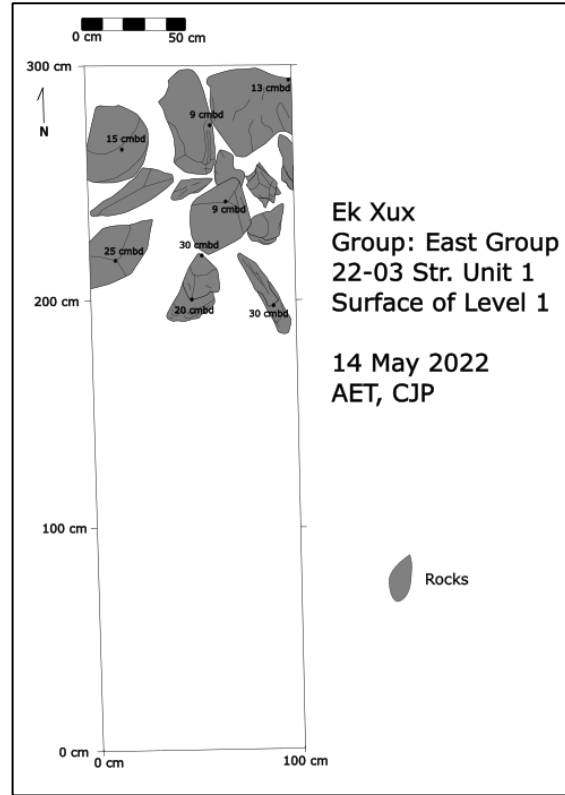 0 cm 50 cm
300 cm
N
13 cmbd
9 cmbd
15 cmbd
9 cmbd
30 cmbd
25 cmbd
200 cm
20 cmbd
30 cmbd
100 cm
0 cm
0 cm
100 cm
Ek Xux
Group: East Group
22-03 Str. Unit 1
Surface of Level 1
14 May 2022
AET, CJP
Rocks